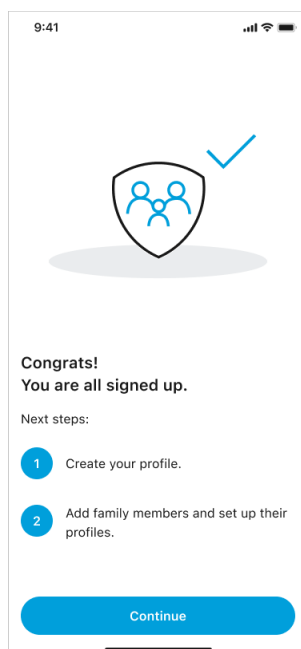 9:41
Congrats!
You are all signed up.
Next steps:
1 Create your profile.
2 Add family members and set up their
profiles.
Continue